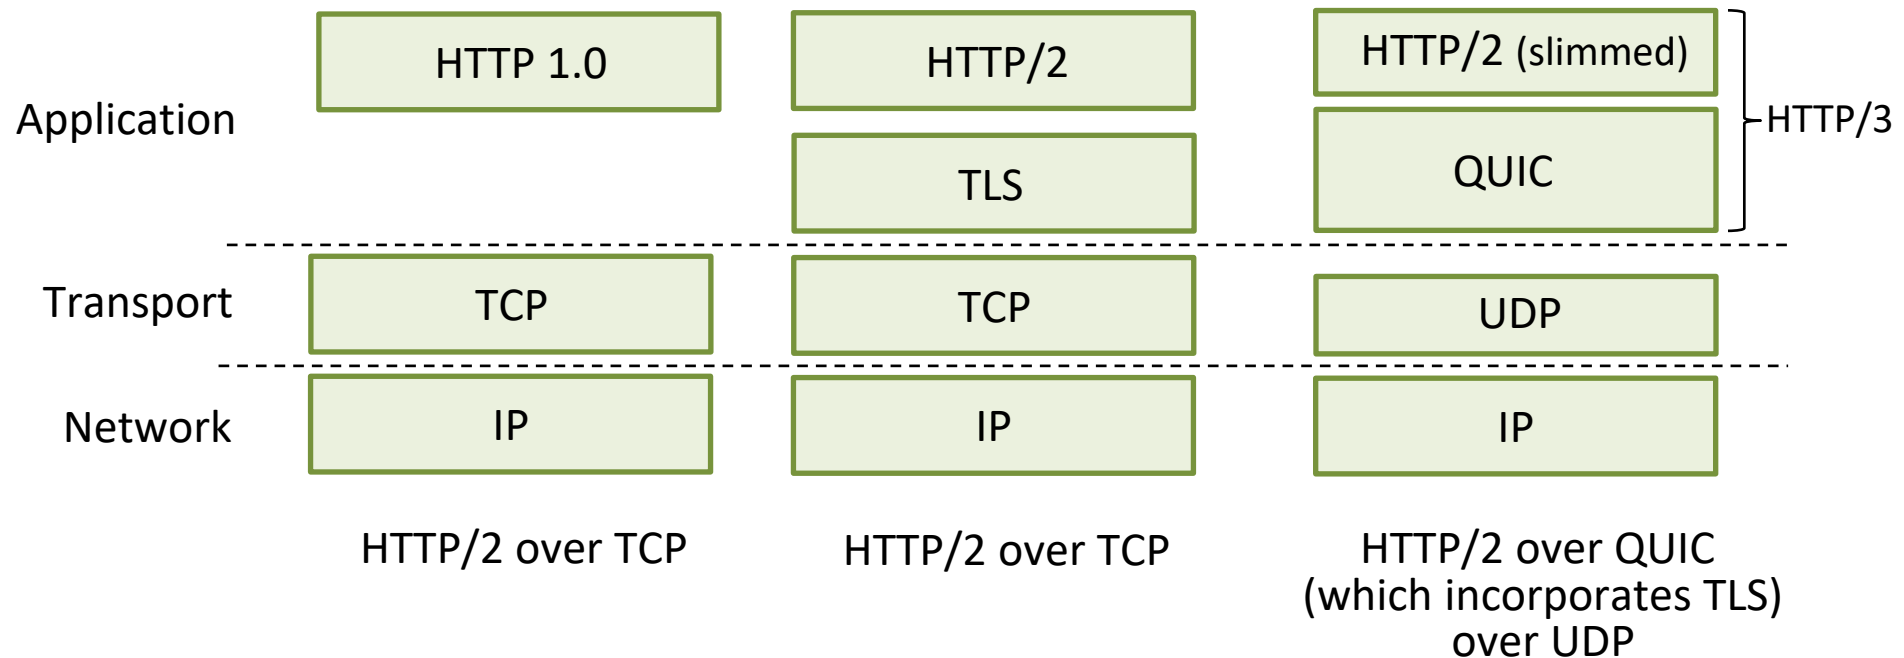 HTTP 1.0
HTTP/2
HTTP/2 (slimmed)
Application
HTTP/3
TLS
QUIC
Transport
TCP
TCP
UDP
Network
IP
IP
IP
HTTP/2 over TCP
HTTP/2 over TCP
HTTP/2 over QUIC
(which incorporates TLS)
over UDP